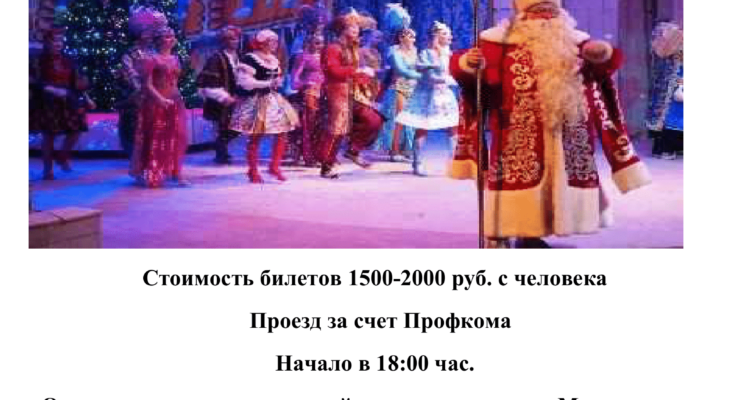 Стоимость билетов 1500-2000 руб. с человека
Проезд за счет Профкома
Начало в 18:00 час.